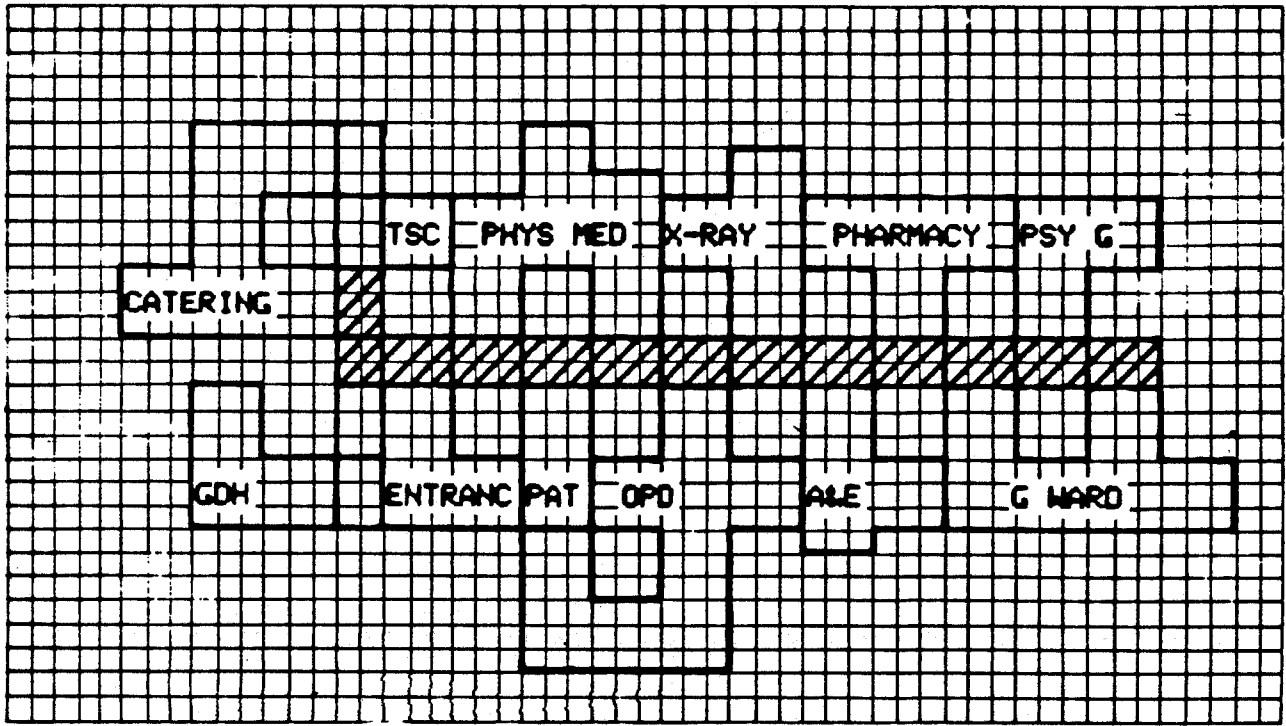 TSC PHYS MED X-RAY PHARMACY PSY G
CATERING
GDH ENTRANC PAT OPD A&E G WARD